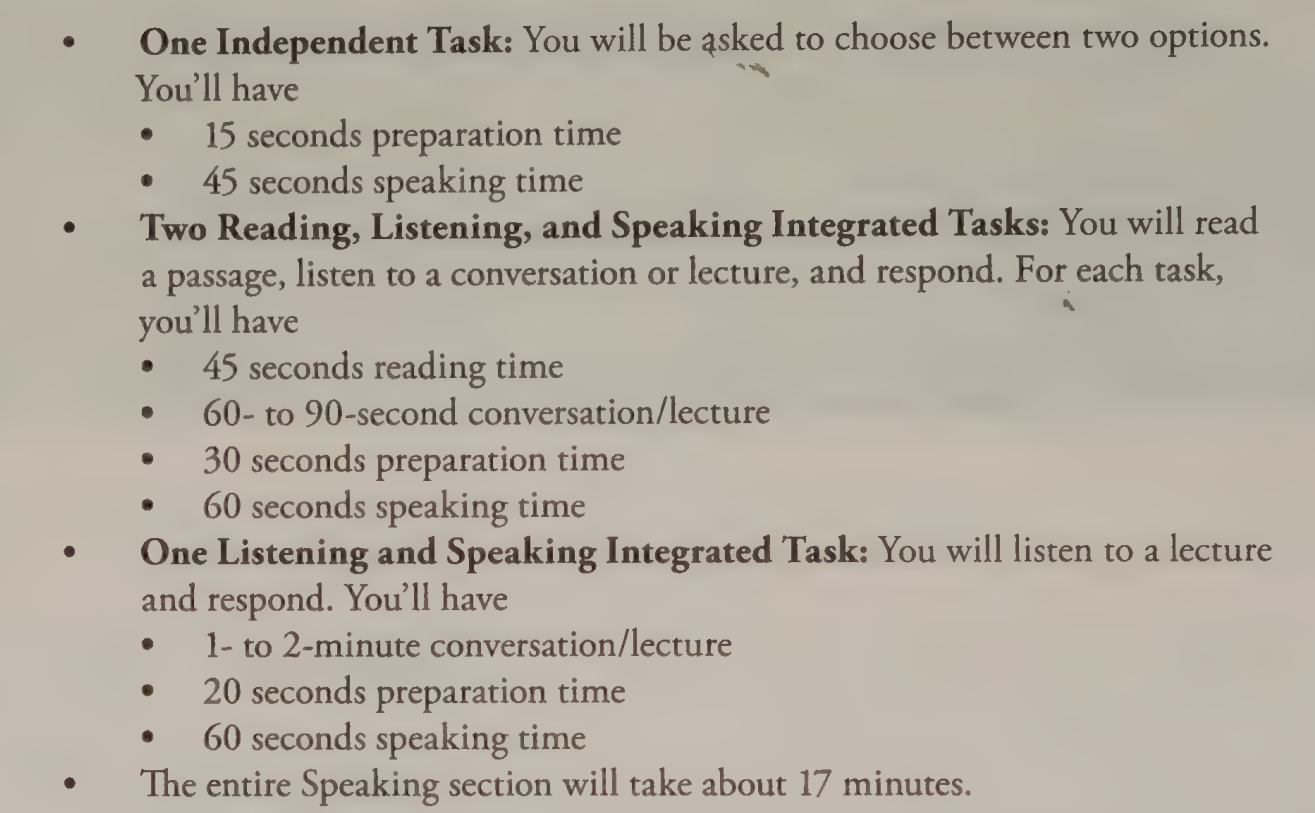 • One Independent Task: You will be asked to choose between two options.
You'll have
• 15 seconds preparation time
• 45 seconds speaking time
• Two Reading, Listening, and Speaking Integrated Tasks: You will read
a passage, listen to a conversation or lecture, and respond. For each task,
you'll have
• 45 seconds reading time
• 60- to 90-second conversation/lecture
• 30 seconds preparation time
• 60 seconds speaking time
• One Listening and Speaking Integrated Task: You will listen to a lecture
and respond. You'll have
• 1- to 2-minute conversation/lecture
• 20 seconds preparation time
• 60 seconds speaking time
• The entire Speaking section will take about 17 minutes.